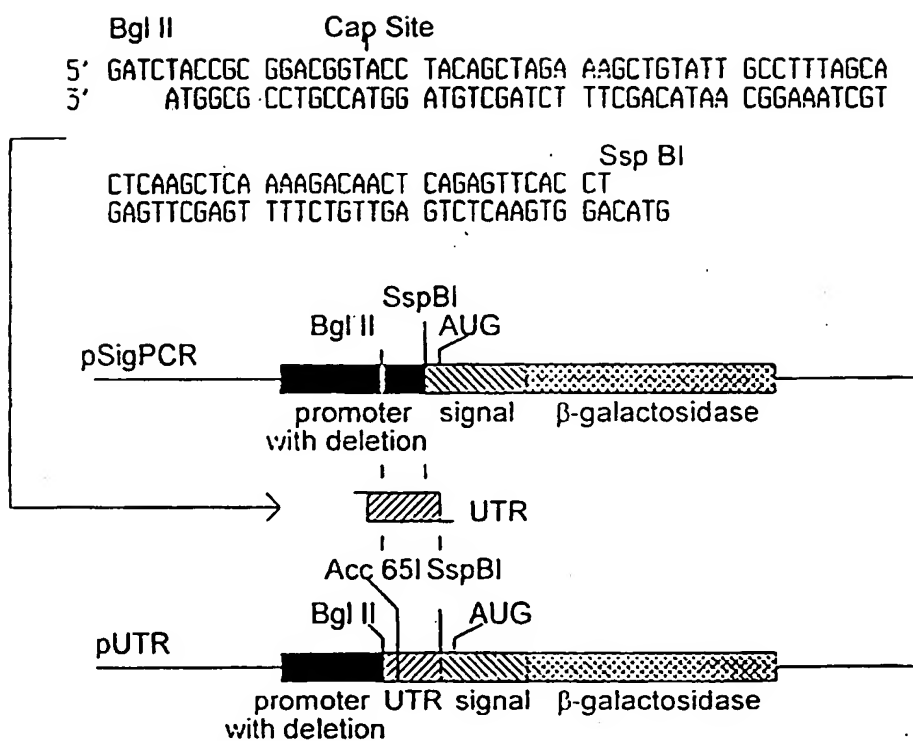 Bgl II Cap Site
5' GATCTACCGC GGACGGTACC TACAGCTAGA AAGCTGTATT GCCTTTAGCA
3' ATGGCG CCTGCCATGG ATGTCGATCT TTCGACATAA CGGAAATCGT
Ssp BI
CTCAAGCTCA AAAGACAACT CAGAGTTCAC CT
GAGTTCGAGT TTTCTGTTGA GTCTCAAGTG GACATG
SspBI
Bgl II AUG
pSigPCR
promoter signal β-galactosidase
with deletion
UTR
Acc 65I SspBI
Bgl II AUG
pUTR
promoter UTR signal β-galactosidase
with deletion